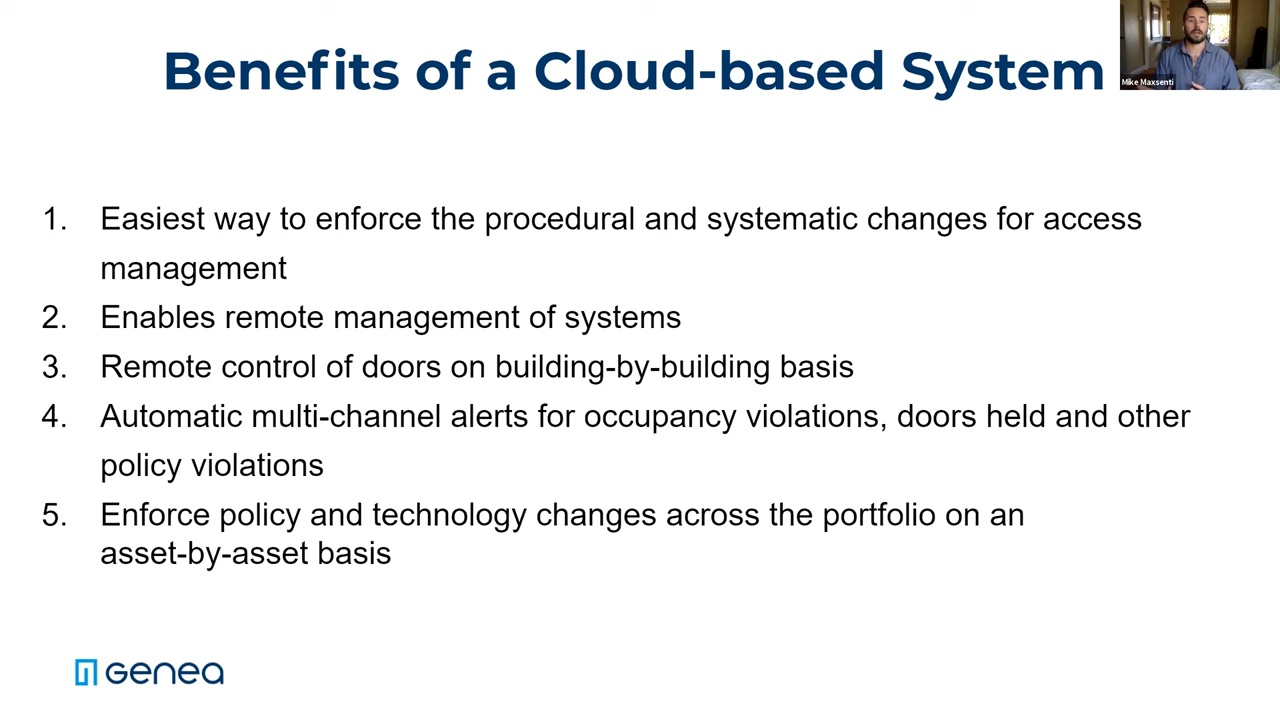 Benefits of a Cloud-based System
Mike Maxsenti
1. Easiest way to enforce the procedural and systematic changes for access
management
2. Enables remote management of systems
3. Remote control of doors on building-by-building basis
4. Automatic multi-channel alerts for occupancy violations, doors held and other
policy violations
5. Enforce policy and technology changes across the portfolio on an
asset-by-asset basis
GENEA